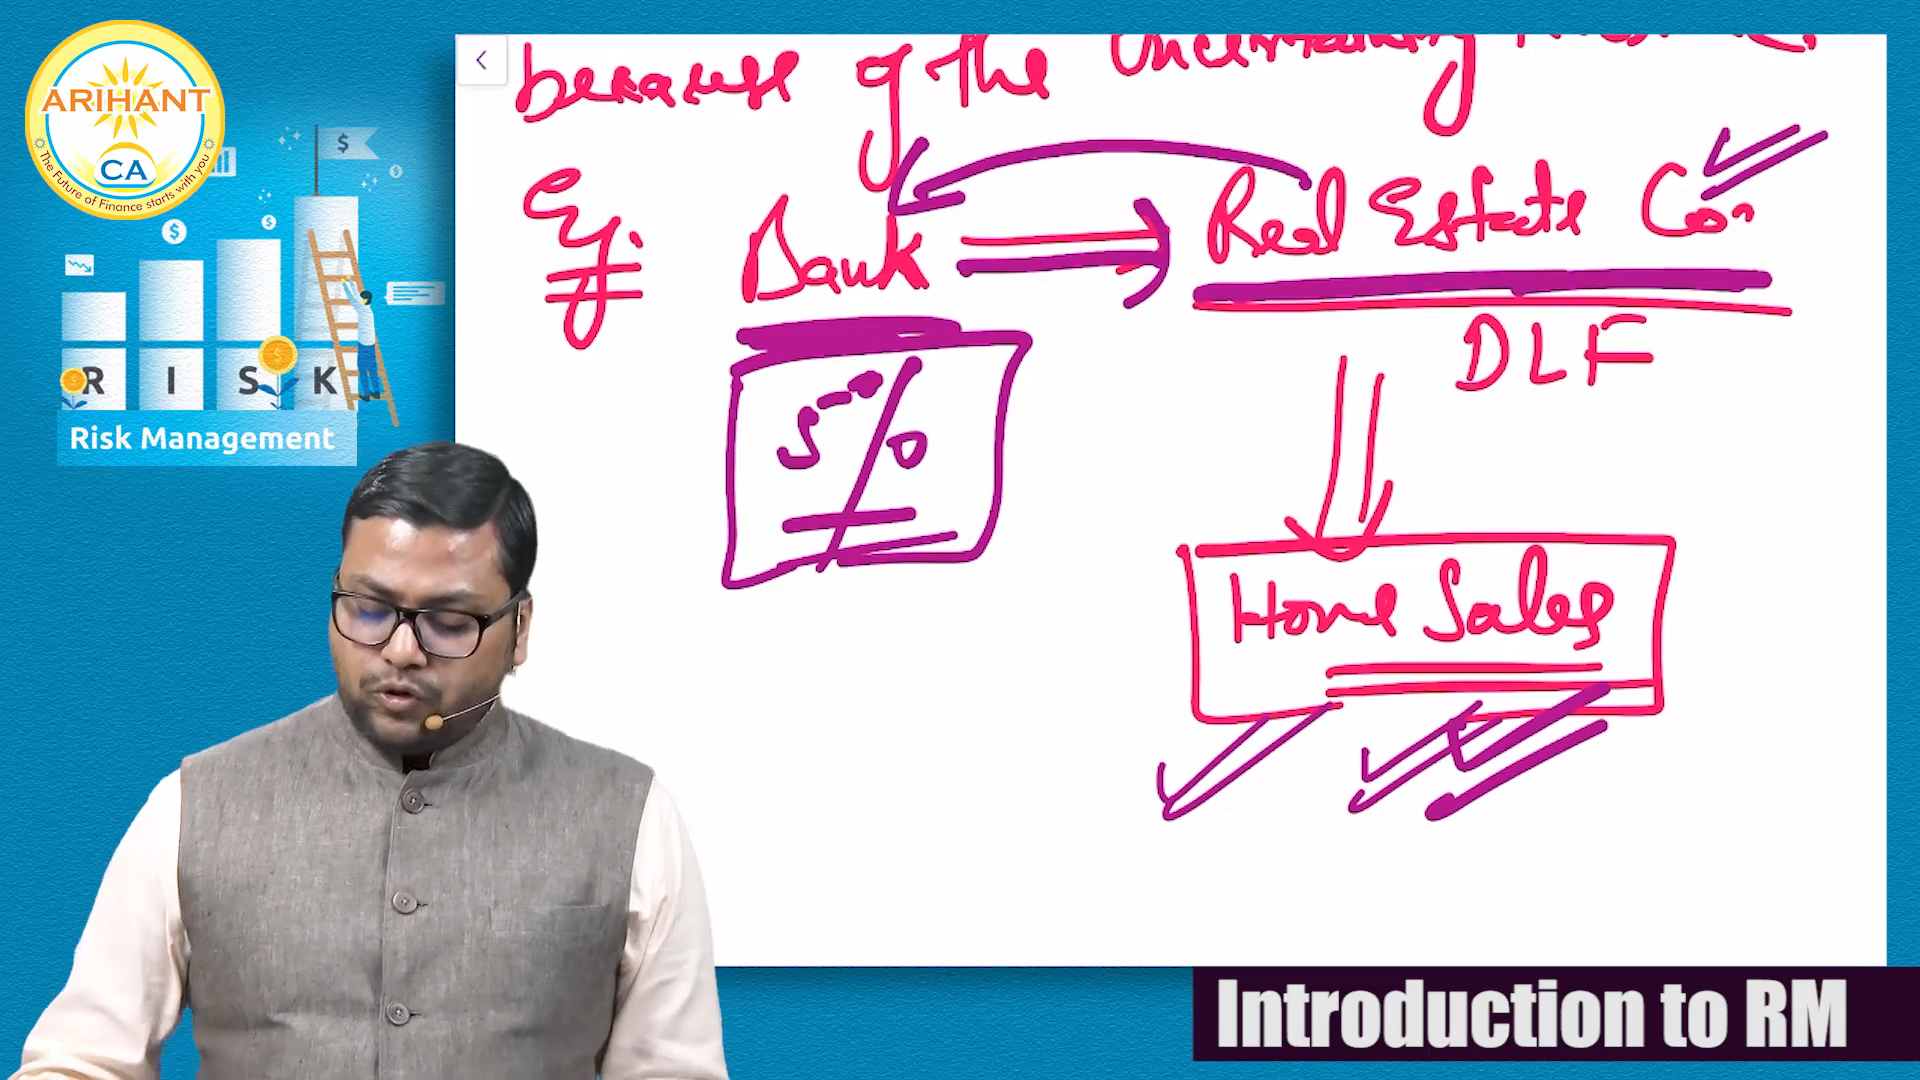 ARIHANT
CA
The Future of Finance starts with you
R I S K
Risk Management
because of the
Eg. Bank Real Estate Co
DLF
5%
Home Sales
Introduction to RM